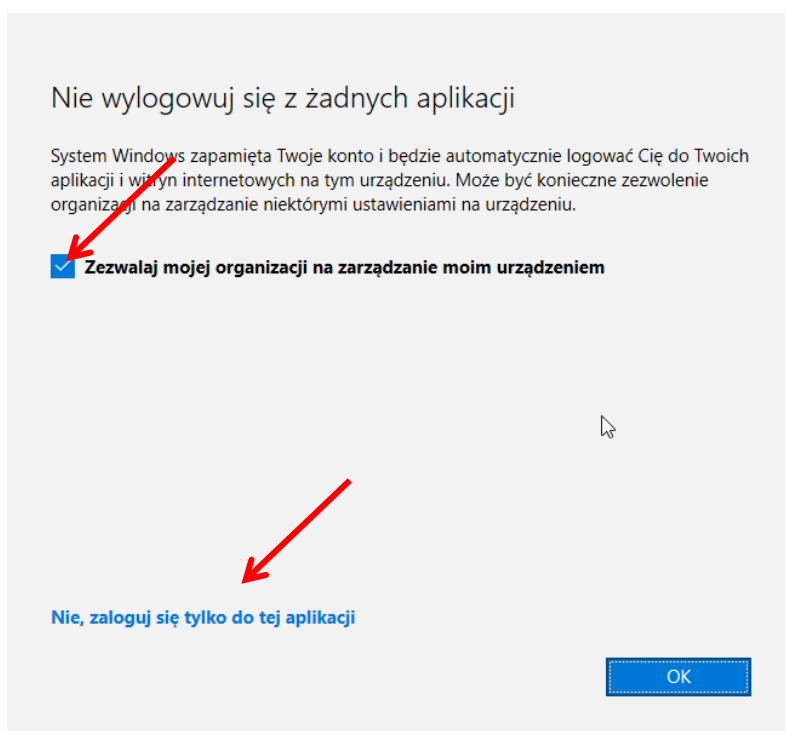 Nie wylogowuj się z żadnych aplikacji
System Windows zapamięta Twoje konto i będzie automatycznie logować Cię do Twoich
aplikacji i witryn internetowych na tym urządzeniu. Może być konieczne zezwolenie
organizacji na zarządzanie niektórymi ustawieniami na urządzeniu.
Zezwalaj mojej organizacji na zarządzanie moim urządzeniem
Nie, zaloguj się tylko do tej aplikacji
OK